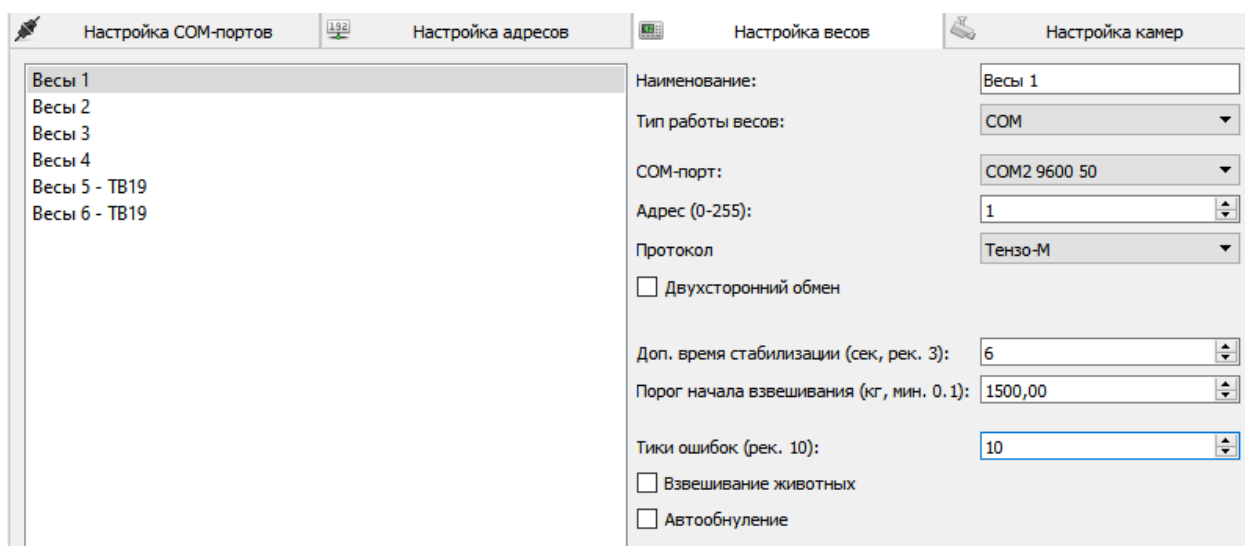 Настройка COM-портов
192
Настройка адресов
Настройка весов
Настройка камер
Весы 1
Весы 2
Весы 3
Весы 4
Весы 5 - ТВ19
Весы 6 - ТВ19
Наименование: Весы 1
Тип работы весов: COM
COM-порт: COM2 9600 50
Адрес (0-255): 1
Протокол Тензо-М
Двухсторонний обмен
Доп. время стабилизации (сек, рек. 3): 6
Порог начала взвешивания (кг, мин. 0.1): 1500,00
Тики ошибок (рек. 10): 10
Взвешивание животных
Автообнуление